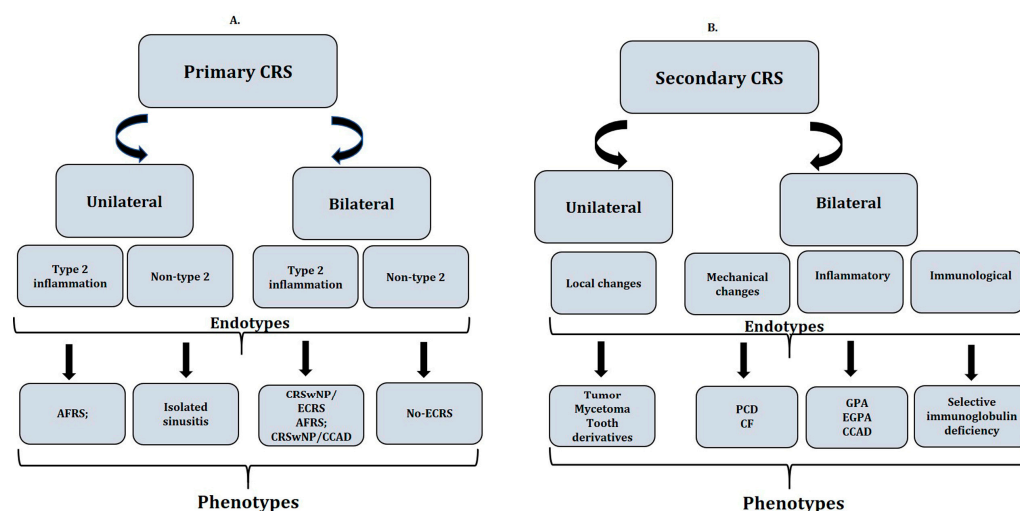 A.
Primary CRS
Unilateral
Bilateral
Type 2
inflammation
Non-type 2
Type 2
inflammation
Non-type 2
Endotypes
AFRS;
Isolated
sinusitis
CRSwNP/
ECRS
AFRS;
CRSwNP/CCAD
No-ECRS
Phenotypes
B.
Secondary CRS
Unilateral
Bilateral
Local changes
Mechanical
changes
Inflammatory
Immunological
Endotypes
Tumor
Mycetoma
Tooth
derivatives
PCD
CF
GPA
EGPA
CCAD
Selective
immunoglobulin
deficiency
Phenotypes